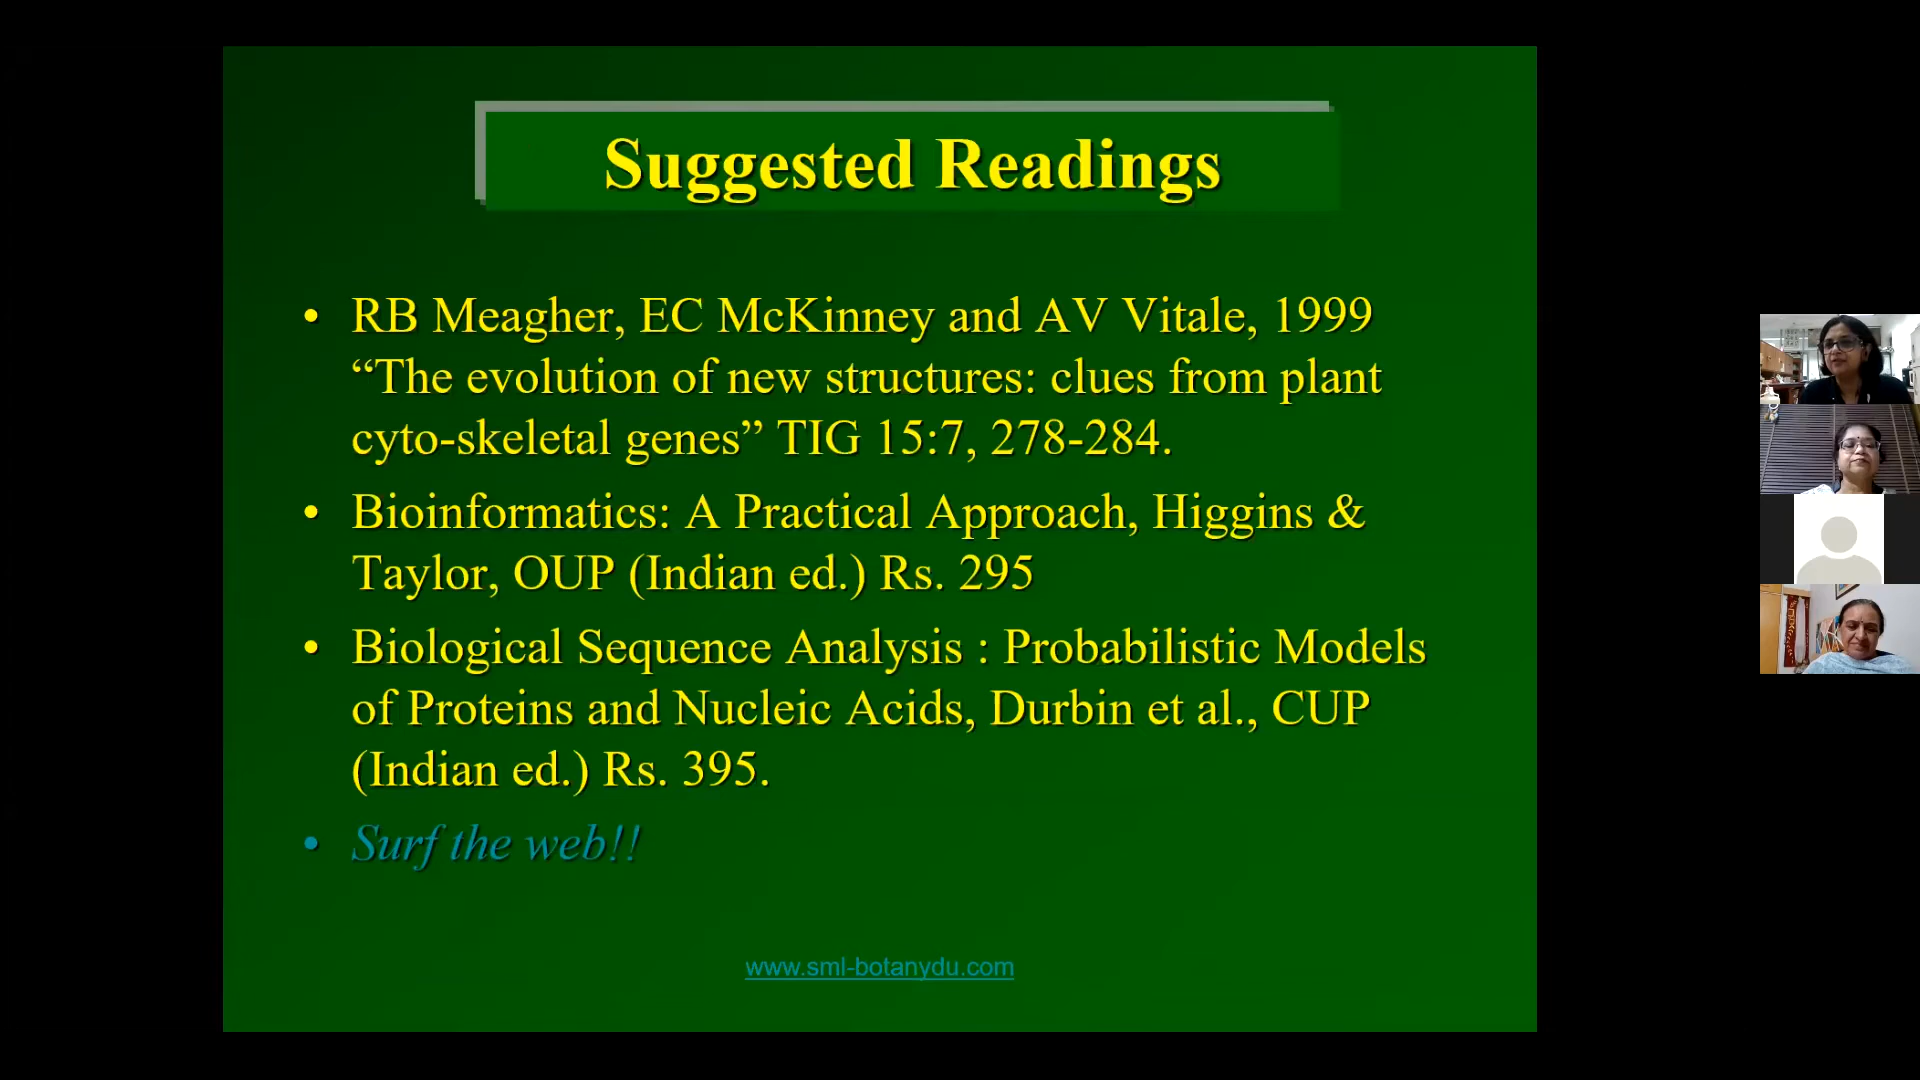 Suggested Readings
• RB Meagher, EC McKinney and AV Vitale, 1999
“The evolution of new structures: clues from plant
cyto-skeletal genes” TIG 15:7, 278-284.
• Bioinformatics: A Practical Approach, Higgins &
Taylor, OUP (Indian ed.) Rs. 295
• Biological Sequence Analysis : Probabilistic Models
of Proteins and Nucleic Acids, Durbin et al., CUP
(Indian ed.) Rs. 395.
• Surf the web!!
www.sml-botanydu.com